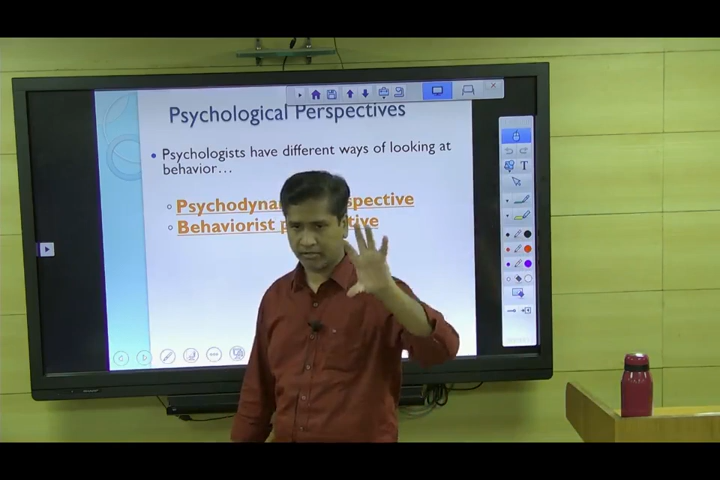 Psychological Perspectives
• Psychologists have different ways of looking at
behavior…
Psychodyna spective
Behaviorist p tive
T